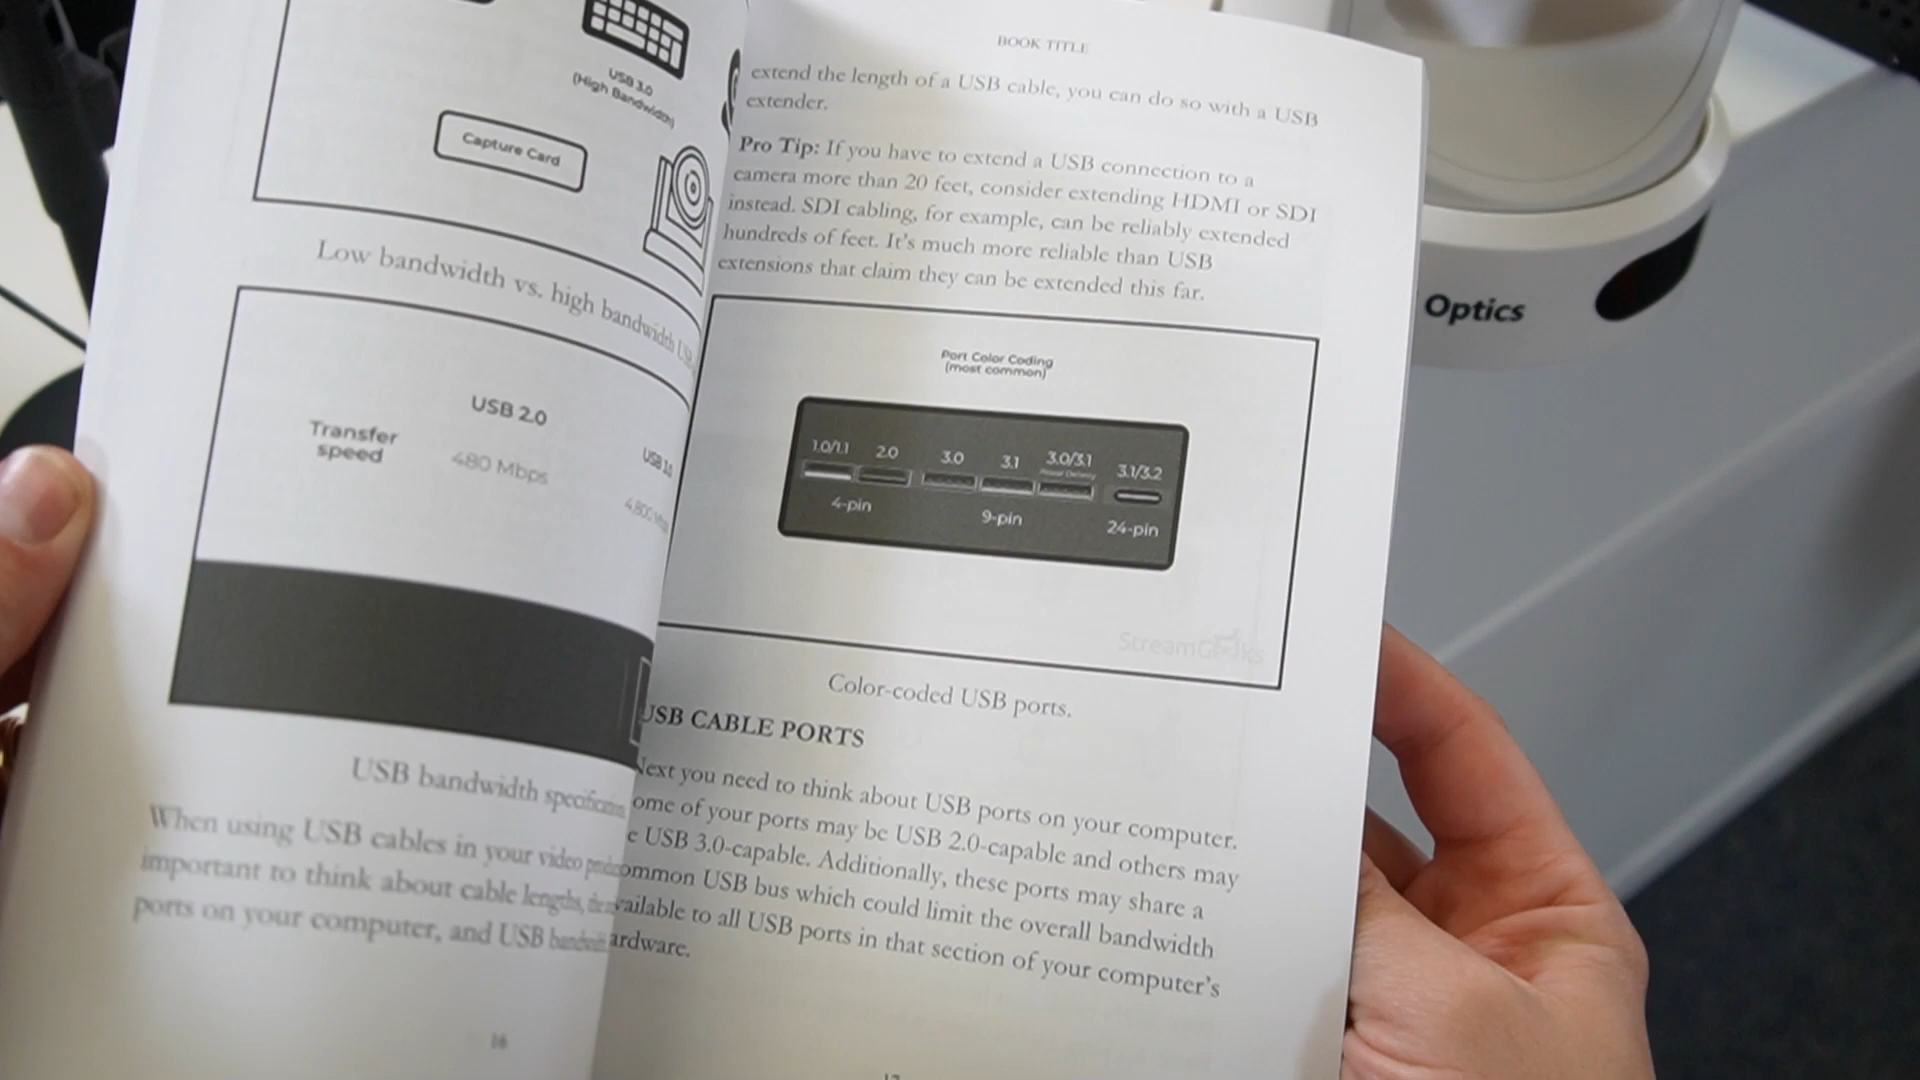 USB 3.0
(High Bandwidth)
Capture Card
Low bandwidth vs. high bandwidth
USB 2.0
USB 3.0
Transfer
speed
480 Mbps
4,800
USB bandwidth
When using USB cables in your video
important to think about cable lengths, the
ports on your computer, and USB
16
BOOK TITLE
extend the length of a USB cable, you can do so with a USB
extender.
Pro Tip: If you have to extend a USB connection to a
camera more than 20 feet, consider extending HDMI or SDI
instead. SDI cabling, for example, can be reliably extended
hundreds of feet. It's much more reliable than USB
extensions that claim they can be extended this far.
Port Color Coding
(most common)
1.0/1.1 2.0 3.0 3.1 3.0/3.1 3.1/3.2
4-pin 9-pin 24-pin
StreamGeeks
Color-coded USB ports.
USB CABLE PORTS
Next you need to think about USB ports on your computer.
ome of your ports may be USB 2.0-capable and others may
e USB 3.0-capable. Additionally, these ports may share a
ommon USB bus which could limit the overall bandwidth
vailable to all USB ports in that section of your computer's
ardware.
Optics